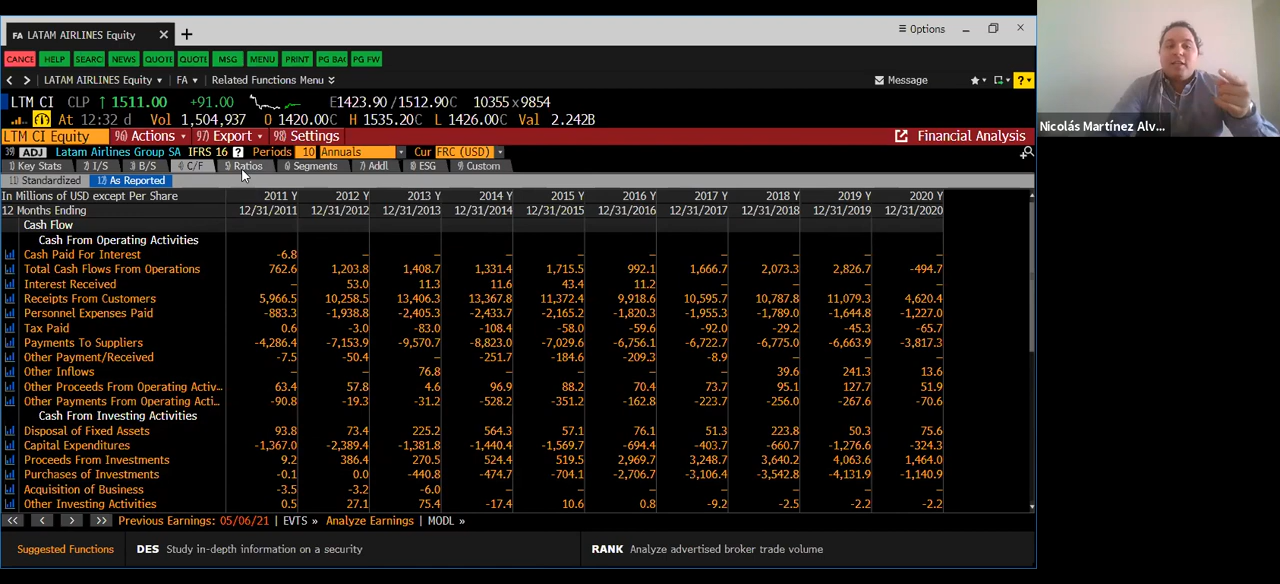 FA LATAM AIRLINES Equity × +
Options
CANCE HELP SEARC NEWS QUOTE QUOTE MSG MENU PRINT PG BAC PG FW
< > LATAM AIRLINES Equity FA Related Functions Menu Message
LTM CI CLP ↑ 1511.00 +91.00 E1423.90 / 1512.90C 10355 x 9854
At 12:32 d Vol 1,504,937 O 1420.00C H 1535.20C L 1426.00C Val 2.242B
LTM CI Equity 96) Actions 97) Export 98) Settings Financial Analysis
ADJ Latam Airlines Group SA IFRS 16 ? Periods 10 Annuals Cur FRC (USD)
1) Key Stats 2) I/S 3) B/S 4) C/F 5) Ratios 6) Segments 7) Addl 8) ESG 9) Custom
11) Standardized 12) As Reported
In Millions of USD except Per Share 2011 Y 2012 Y 2013 Y 2014 Y 2015 Y 2016 Y 2017 Y 2018 Y 2019 Y 2020 Y
12 Months Ending 12/31/2011 12/31/2012 12/31/2013 12/31/2014 12/31/2015 12/31/2016 12/31/2017 12/31/2018 12/31/2019 12/31/2020
Cash Flow
Cash From Operating Activities
Cash Paid For Interest -6.8 — — — — — — — — —
Total Cash Flows From Operations 762.6 1,203.8 1,408.7 1,331.4 1,715.5 992.1 1,666.7 2,073.3 2,826.7 -494.7
Interest Received — 53.0 11.3 11.6 43.4 11.2 — — — —
Receipts From Customers 5,966.5 10,258.5 13,406.3 13,367.8 11,372.4 9,918.6 10,595.7 10,787.8 11,079.3 4,620.4
Personnel Expenses Paid -883.3 -1,938.8 -2,405.3 -2,433.7 -2,165.2 -1,820.3 -1,955.3 -1,789.0 -1,644.8 -1,227.0
Tax Paid 0.6 -3.0 -83.0 -108.4 -58.0 -59.6 -92.0 -29.2 -45.3 -65.7
Payments To Suppliers -4,286.4 -7,153.9 -9,570.7 -8,823.0 -7,029.6 -6,756.1 -6,722.7 -6,775.0 -6,663.9 -3,817.3
Other Payment/Received -7.5 -50.4 — -251.7 -184.6 -209.3 -8.9 — — —
Other Inflows — — 76.8 — — — — 39.6 241.3 13.6
Other Proceeds From Operating Activ... 63.4 57.8 4.6 96.9 88.2 70.4 73.7 95.1 127.7 51.9
Other Payments From Operating Acti... -90.8 -19.3 -31.2 -528.2 -351.2 -162.8 -223.7 -256.0 -267.6 -70.6
Cash From Investing Activities
Disposal of Fixed Assets 93.8 73.4 225.2 564.3 57.1 76.1 51.3 223.8 50.3 75.6
Capital Expenditures -1,367.0 -2,389.4 -1,381.8 -1,440.4 -1,569.7 -694.4 -403.7 -660.7 -1,276.6 -324.3
Proceeds From Investments 9.2 386.4 270.5 524.4 519.5 2,969.7 3,248.7 3,640.2 4,063.6 1,464.0
Purchases of Investments -0.1 0.0 -440.8 -474.7 -704.1 -2,706.7 -3,106.4 -3,542.8 -4,131.9 -1,140.9
Acquisition of Business -3.5 -3.2 -6.0 — — — — — — —
Other Investing Activities 0.5 27.1 75.4 -17.4 10.6 0.8 -9.2 -2.5 -2.2 -2.2
Previous Earnings: 05/06/21 | EVTS » Analyze Earnings | MODL »
Suggested Functions DES Study in-depth information on a security RANK Analyze advertised broker trade volume
Nicolás Martínez Alv...